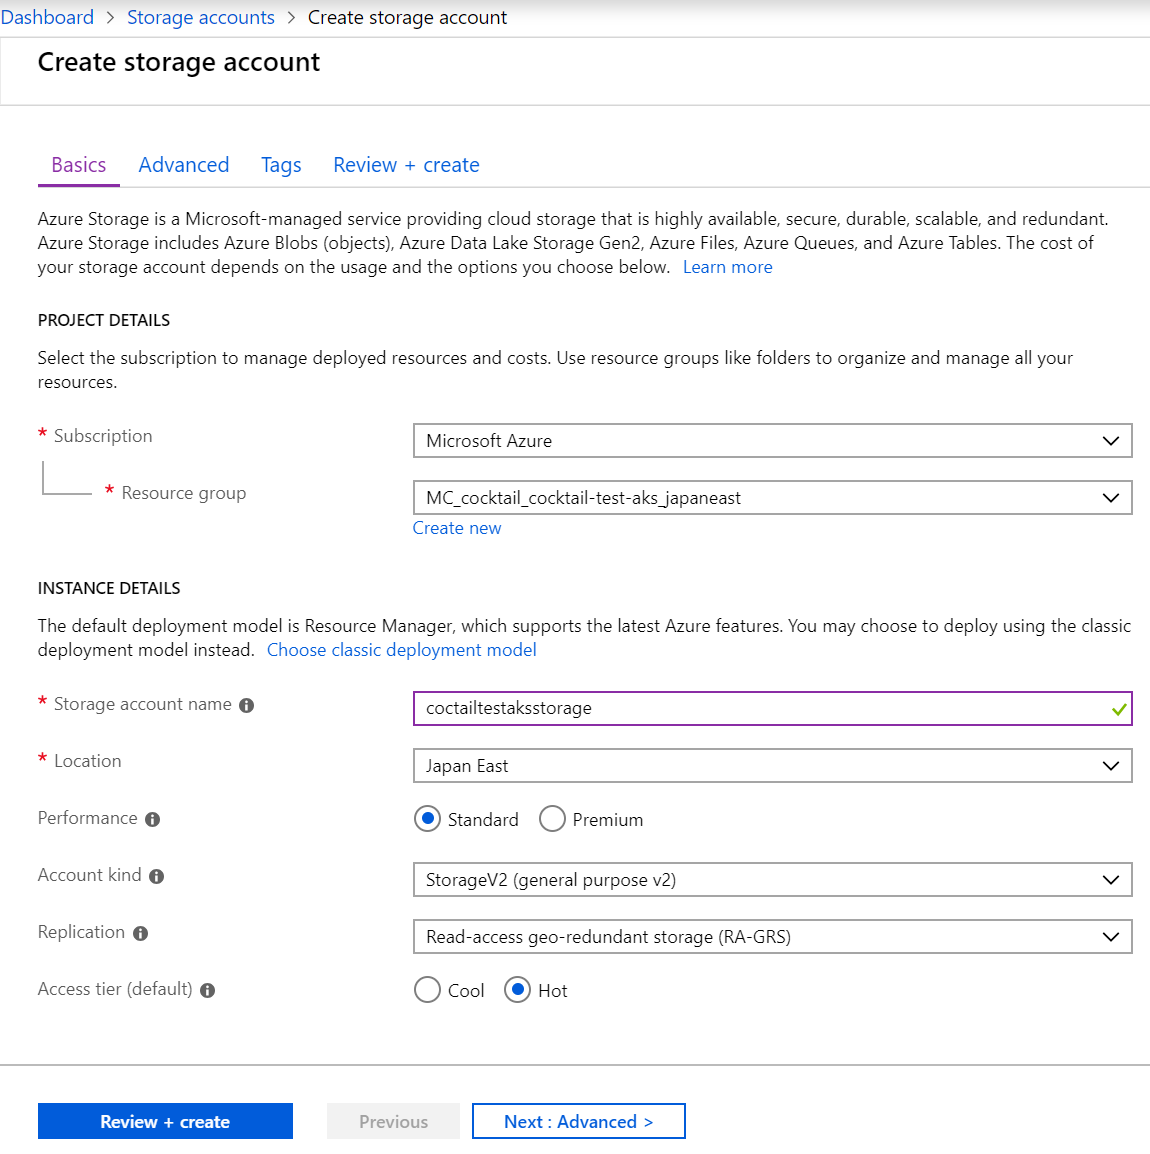 Dashboard > Storage accounts > Create storage account
Create storage account
Basics Advanced Tags Review + create
Azure Storage is a Microsoft-managed service providing cloud storage that is highly available, secure, durable, scalable, and redundant.
Azure Storage includes Azure Blobs (objects), Azure Data Lake Storage Gen2, Azure Files, Azure Queues, and Azure Tables. The cost of
your storage account depends on the usage and the options you choose below. Learn more
PROJECT DETAILS
Select the subscription to manage deployed resources and costs. Use resource groups like folders to organize and manage all your
resources.
* Subscription Microsoft Azure
* Resource group MC_cocktail_cocktail-test-aks_japaneast
Create new
INSTANCE DETAILS
The default deployment model is Resource Manager, which supports the latest Azure features. You may choose to deploy using the classic
deployment model instead. Choose classic deployment model
* Storage account name coctailtestaksstorage
* Location Japan East
Performance Standard Premium
Account kind StorageV2 (general purpose v2)
Replication Read-access geo-redundant storage (RA-GRS)
Access tier (default) Cool Hot
Review + create Previous Next : Advanced >